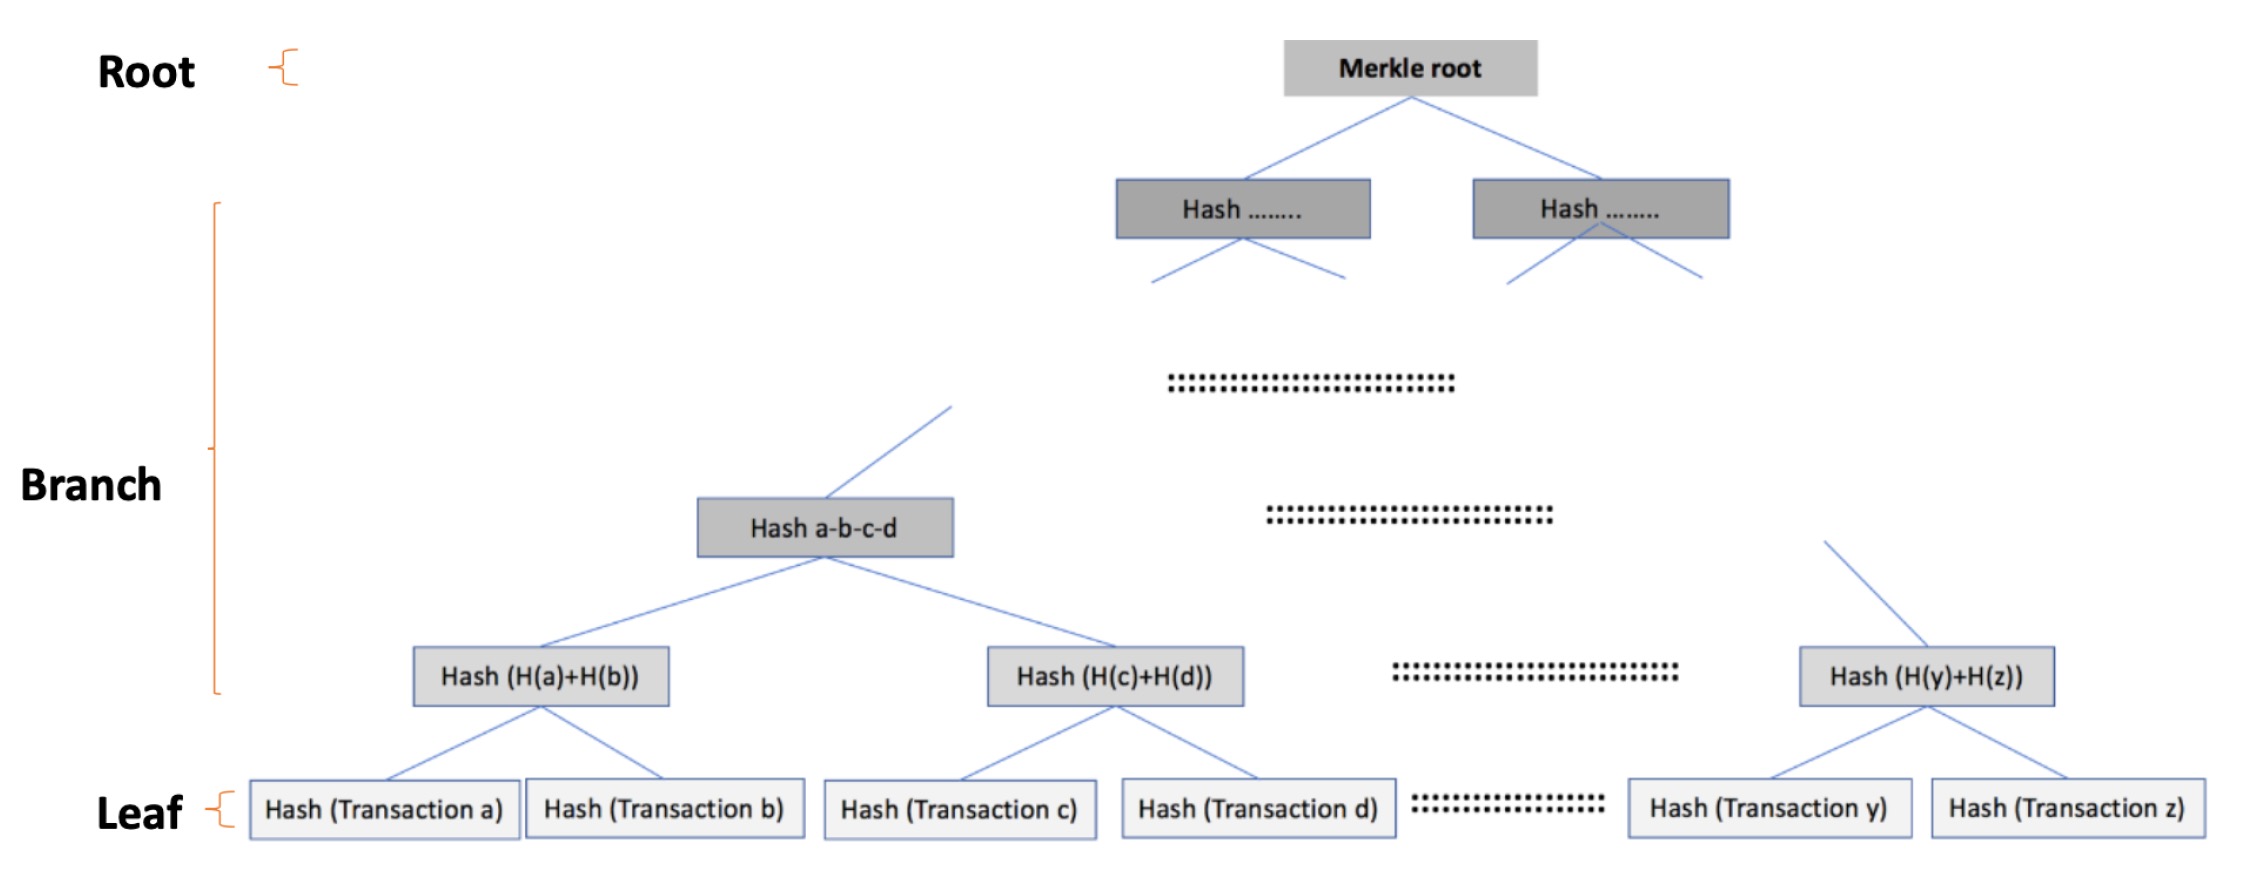 Root
Merkle root
Hash ........
Hash ........
Branch
Hash a-b-c-d
Hash (H(a)+H(b))
Hash (H(c)+H(d))
Hash (H(y)+H(z))
Leaf
Hash (Transaction a)
Hash (Transaction b)
Hash (Transaction c)
Hash (Transaction d)
Hash (Transaction y)
Hash (Transaction z)